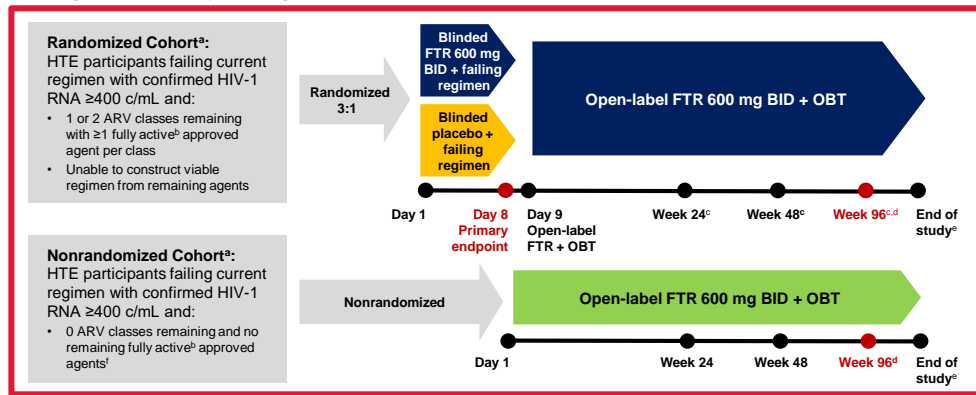 Randomized Cohortᵃ:
HTE participants failing current
regimen with confirmed HIV-1
RNA ≥400 c/mL and:
• 1 or 2 ARV classes remaining
with ≥1 fully activeᵇ approved
agent per class
• Unable to construct viable
regimen from remaining agents
Randomized
3:1
Blinded
FTR 600 mg
BID + failing
regimen
Blinded
placebo +
failing
regimen
Open-label FTR 600 mg BID + OBT
Day 1
Day 8
Primary
endpoint
Day 9
Open-label
FTR + OBT
Week 24ᶜ
Week 48ᶜ
Week 96ᶜ,ᵈ
End of
studyᵉ
Nonrandomized Cohortᵃ:
HTE participants failing current
regimen with confirmed HIV-1
RNA ≥400 c/mL and:
• 0 ARV classes remaining and no
remaining fully activeᵇ approved
agentsᶠ
Nonrandomized
Open-label FTR 600 mg BID + OBT
Day 1
Week 24
Week 48
Week 96ᵈ
End of
studyᵉ